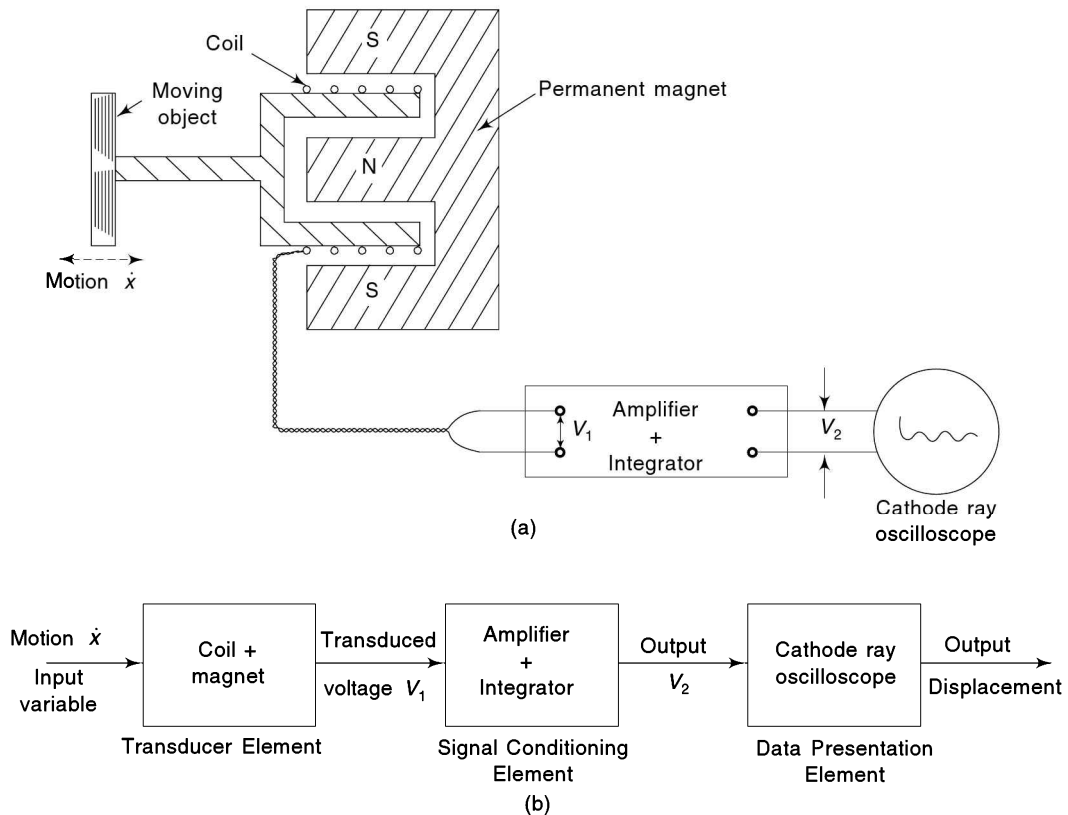 S
Coil
Moving
object
Permanent magnet
N
S
Motion ẋ
Amplifier
+
Integrator
V1
V2
Cathode ray
oscilloscope
(a)
Motion ẋ
Input
variable
Coil +
magnet
Transducer Element
Transduced
voltage V1
Amplifier
+
Integrator
Signal Conditioning
Element
Output
V2
Cathode ray
oscilloscope
Data Presentation
Element
Output
Displacement
(b)